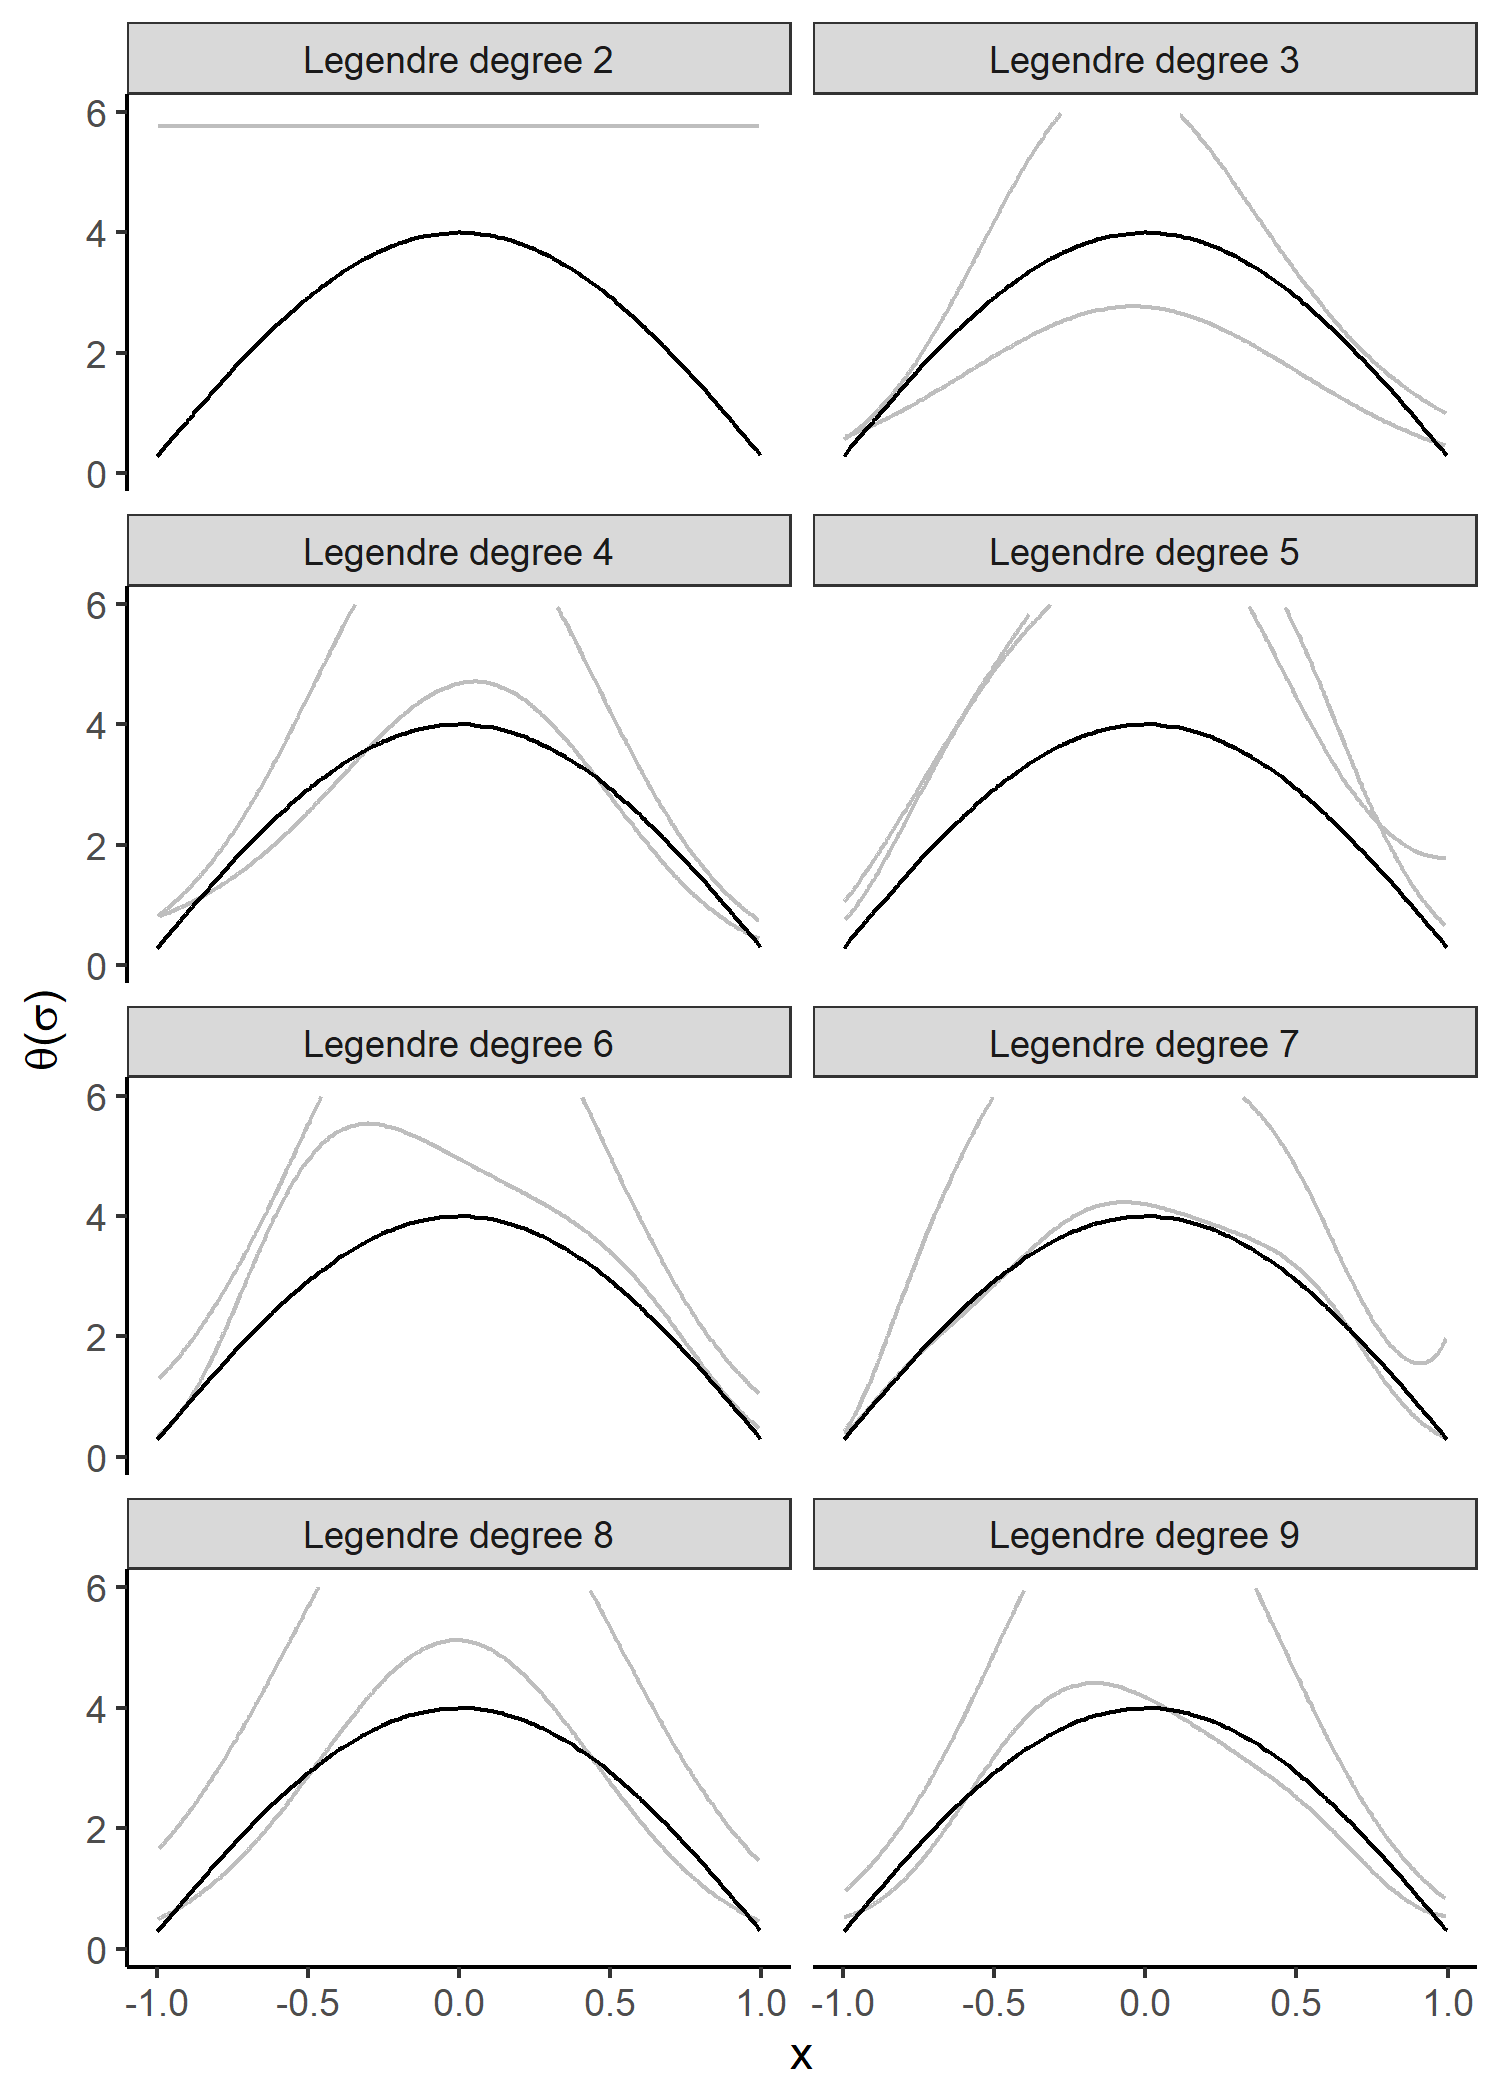 Legendre degree 2
Legendre degree 3
6
4
2
0
Legendre degree 4
Legendre degree 5
6
4
2
0
θ(σ)
Legendre degree 6
Legendre degree 7
6
4
2
0
Legendre degree 8
Legendre degree 9
6
4
2
0
-1.0 -0.5 0.0 0.5 1.0 -1.0 -0.5 0.0 0.5 1.0
x